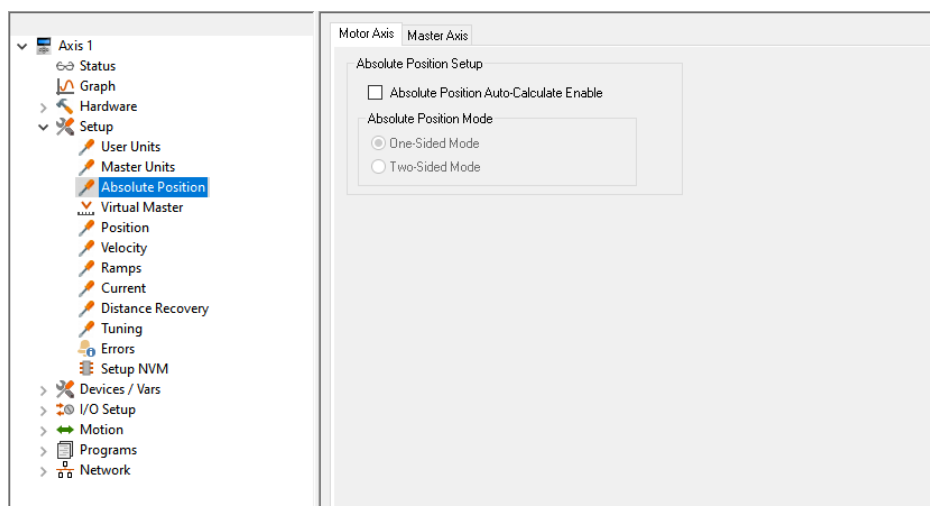 Axis 1
Status
Graph
Hardware
Setup
User Units
Master Units
Absolute Position
Virtual Master
Position
Velocity
Ramps
Current
Distance Recovery
Tuning
Errors
Setup NVM
Devices / Vars
I/O Setup
Motion
Programs
Network
Motor Axis Master Axis
Absolute Position Setup
Absolute Position Auto-Calculate Enable
Absolute Position Mode
One-Sided Mode
Two-Sided Mode